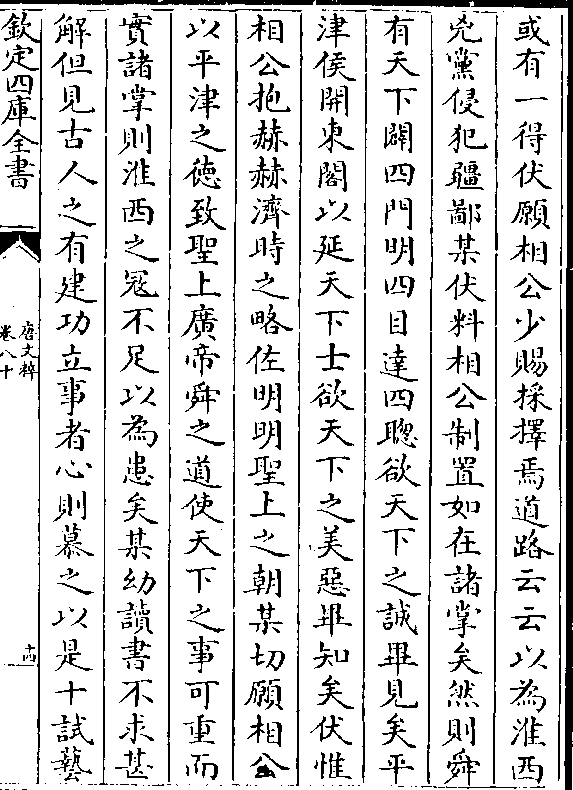 或有一得伏願相公少賜採擇焉道路云云以為淮西
兇黨侵犯疆鄙某伏料相公制置如在諸掌矣然則舜
有天下闢四門明四目達四聰欲天下之誠畢見矣平
津侯開東閣以延天下士欲天下之美惡畢知矣伏惟
相公抱赫赫濟時之略佐明明聖上之朝某切願相公
以平津之德致聖上廣帝舜之道使天下之事可重而
實諸掌則淮西之冦不足以為患矣某幼讀書不求甚
解但見古人之有建功立事者心則慕之以是十試藝
欽定四庫全書
唐文粹
卷八十
十四